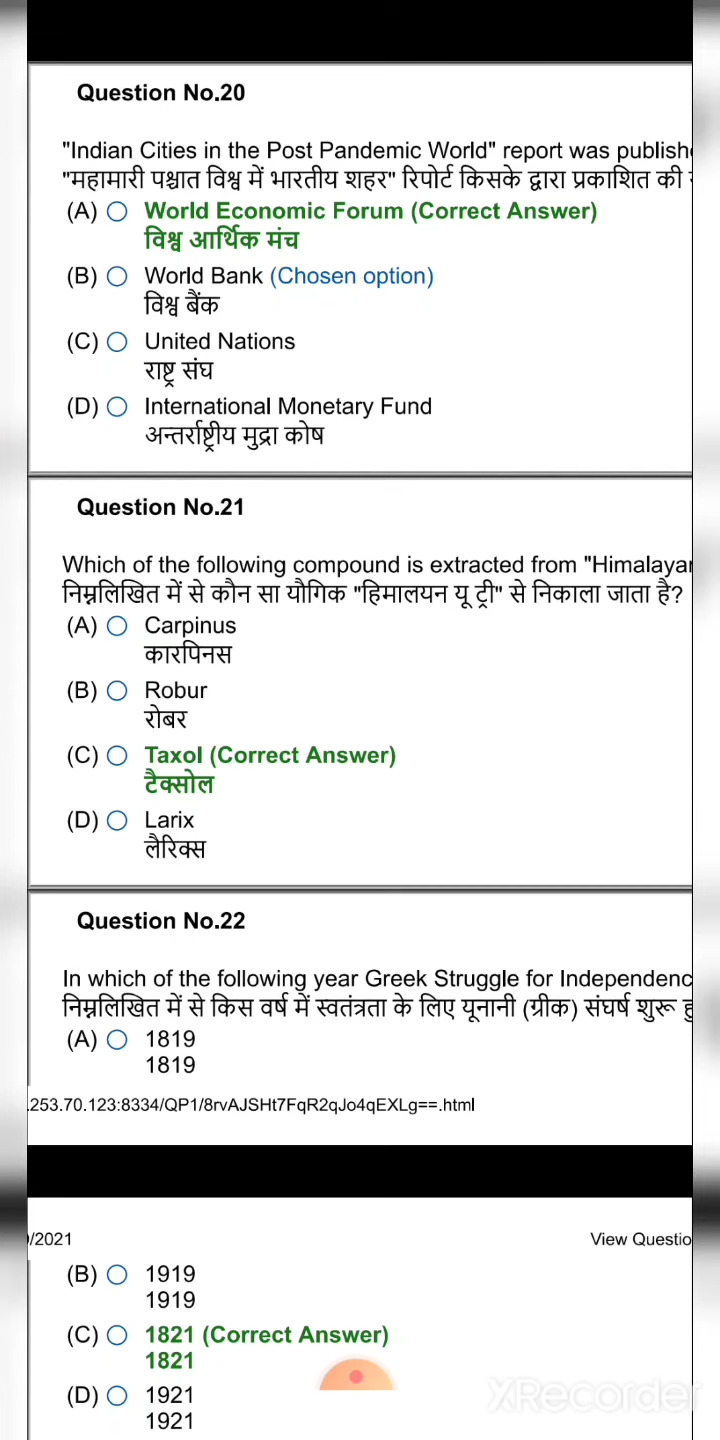 Question No.20
"Indian Cities in the Post Pandemic World" report was publish
"महामारी पश्चात विश्व में भारतीय शहर" रिपोर्ट किसके द्वारा प्रकाशित की
(A) World Economic Forum (Correct Answer)
विश्व आर्थिक मंच
(B) World Bank (Chosen option)
विश्व बैंक
(C) United Nations
राष्ट्र संघ
(D) International Monetary Fund
अन्तर्राष्ट्रीय मुद्रा कोष
Question No.21
Which of the following compound is extracted from "Himalaya
निम्नलिखित में से कौन सा यौगिक "हिमालयन यू ट्री" से निकाला जाता है?
(A) Carpinus
कारपिनस
(B) Robur
रोबर
(C) Taxol (Correct Answer)
टैक्सोल
(D) Larix
लैरिक्स
Question No.22
In which of the following year Greek Struggle for Independenc
निम्नलिखित में से किस वर्ष में स्वतंत्रता के लिए यूनानी (ग्रीक) संघर्ष शुरू
(A) 1819
1819
.253.70.123:8334/QP1/8rvAJSHt7FqR2qJo4qEXLg==.html
/2021 View Questio
(B) 1919
1919
(C) 1821 (Correct Answer)
1821
(D) 1921
1921
XRecorder